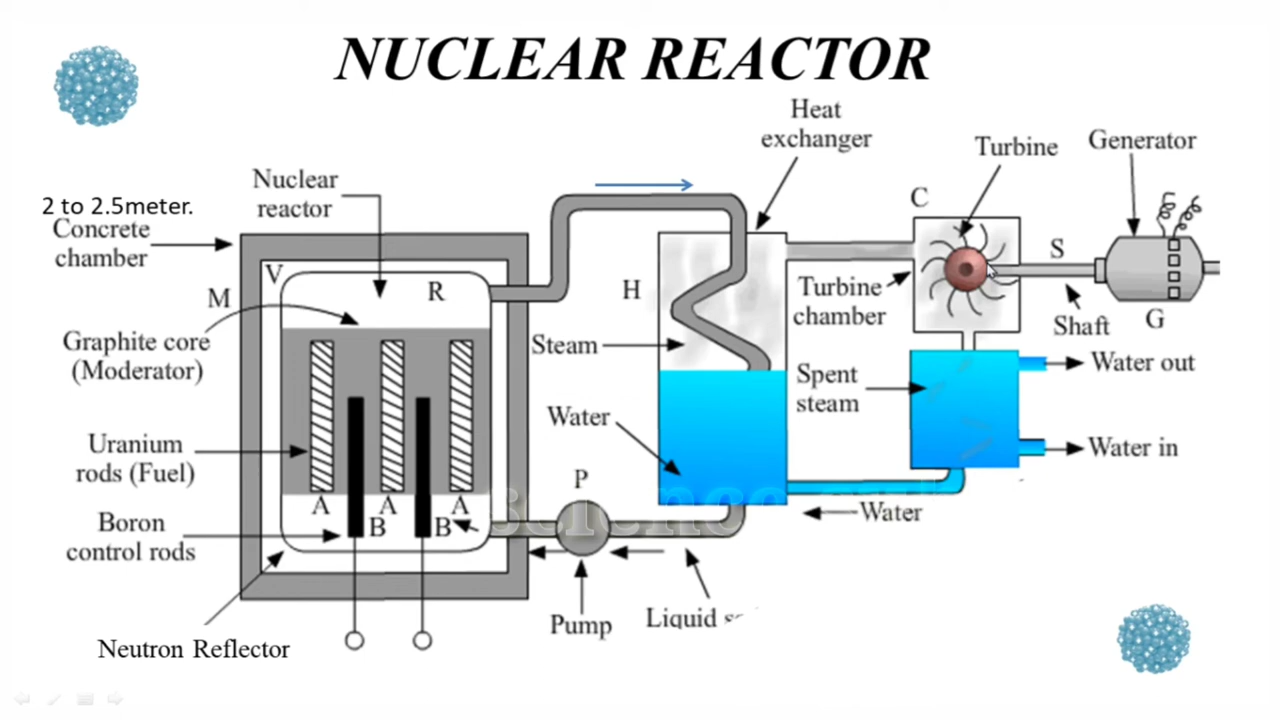 NUCLEAR REACTOR
2 to 2.5meter.
Concrete
chamber
Nuclear
reactor
V
M
R
Graphite core
(Moderator)
Uranium
rods (Fuel)
Boron
control rods
Neutron Reflector
A
A
A
B
B
Heat
exchanger
H
Steam
Water
P
Pump
Liquid
C
Turbine
Generator
S
Turbine
chamber
Shaft
G
Spent
steam
Water out
Water in
Water